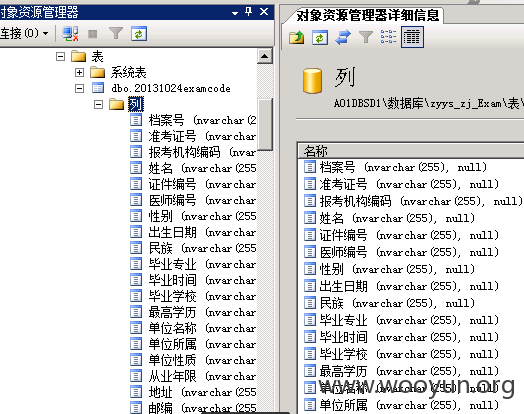 对象资源管理器
连接(O)
表
系统表
dbo.20131024examcode
列
档案号 (nvarchar(2
准考证号 (nvarchar
报考机构编码 (nvar
姓名 (nvarchar(255
证件编号 (nvarchar
医师编号 (nvarchar
性别 (nvarchar(255
出生日期 (nvarchar
民族 (nvarchar(255
毕业专业 (nvarchar
毕业时间 (nvarchar
毕业学校 (nvarchar
最高学历 (nvarchar
单位名称 (nvarchar
单位所属 (nvarchar
单位性质 (nvarchar
从业年限 (nvarchar
地址 (nvarchar(255
邮编 (nvarchar(255
对象资源管理器详细信息
列
A01DBSD1\数据库\zyys_zj_Exam\表\
名称
档案号 (nvarchar(255), null)
准考证号 (nvarchar(255), null)
报考机构编码 (nvarchar(255), null)
姓名 (nvarchar(255), null)
证件编号 (nvarchar(255), null)
医师编号 (nvarchar(255), null)
性别 (nvarchar(255), null)
出生日期 (nvarchar(255), null)
民族 (nvarchar(255), null)
毕业专业 (nvarchar(255), null)
毕业时间 (nvarchar(255), null)
毕业学校 (nvarchar(255), null)
最高学历 (nvarchar(255), null)
单位名称 (nvarchar(255), null)
单位所属 (nvarchar(255), null)
www.wooyun.org